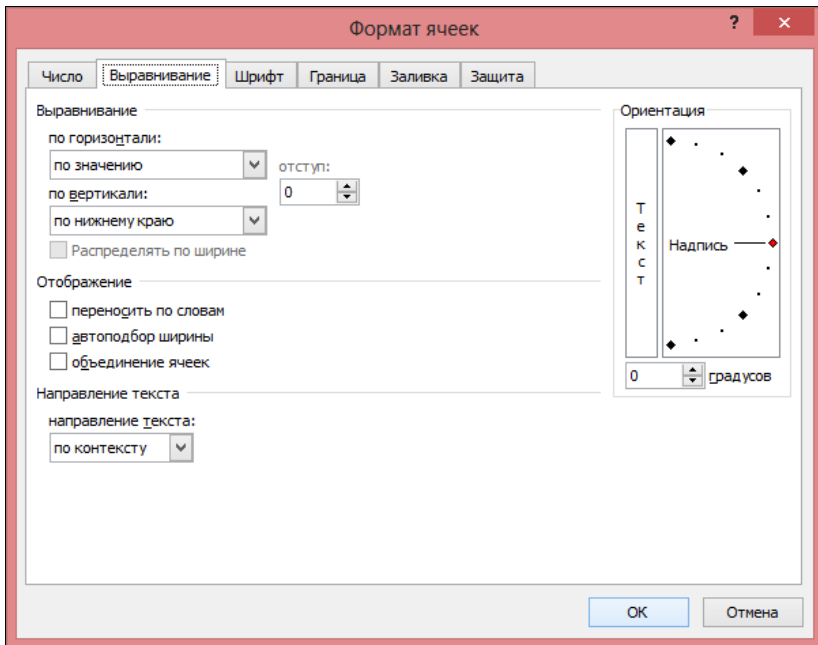 Формат ячеек
? ×
Число Выравнивание Шрифт Граница Заливка Защита
Выравнивание
по горизонтали:
по значению
отступ:
0
по вертикали:
по нижнему краю
Распределять по ширине
Отображение
переносить по словам
автоподбор ширины
объединение ячеек
Направление текста
направление текста:
по контексту
Ориентация
Текст
Надпись
0 градусов
OK Отмена